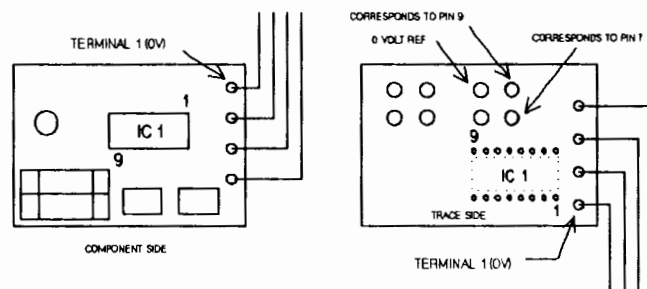 TERMINAL 1 (0V)
1
IC 1
9
COMPONENT SIDE
CORRESPONDS TO PIN 9
0 VOLT REF
CORRESPONDS TO PIN 1
9
IC 1
1
TRACE SIDE
TERMINAL 1 (0V)